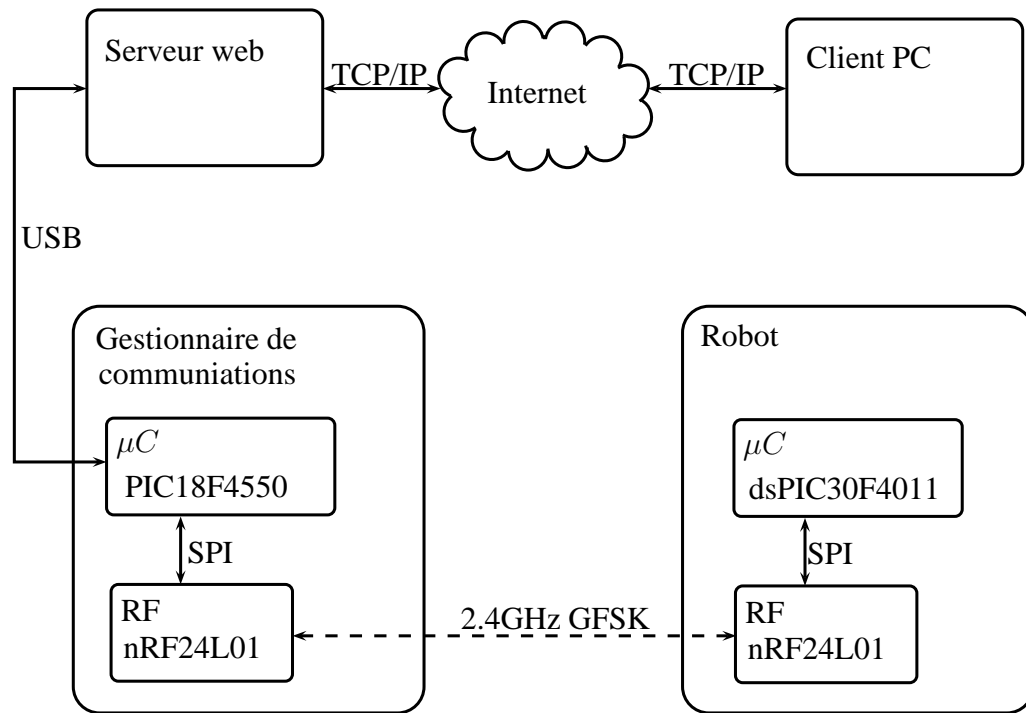 Serveur web
TCP/IP
Internet
TCP/IP
Client PC
USB
Gestionnaire de
communiations
μC
PIC18F4550
SPI
RF
nRF24L01
2.4GHz GFSK
Robot
μC
dsPIC30F4011
SPI
RF
nRF24L01